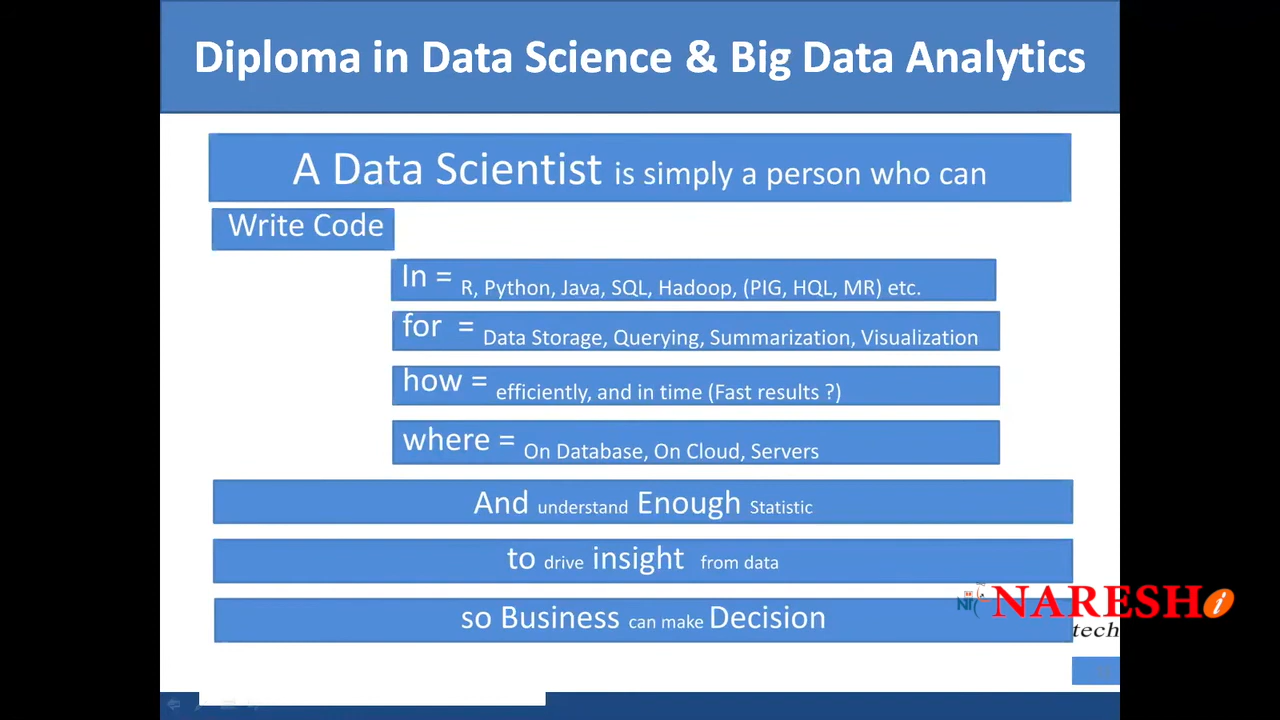 Diploma in Data Science & Big Data Analytics
A Data Scientist is simply a person who can
Write Code
In = R, Python, Java, SQL, Hadoop, (PIG, HQL, MR) etc.
for = Data Storage, Querying, Summarization, Visualization
how = efficiently, and in time (Fast results ?)
where = On Database, On Cloud, Servers
And understand Enough Statistic
to drive insight from data
so Business can make Decision
NARESH i
tech